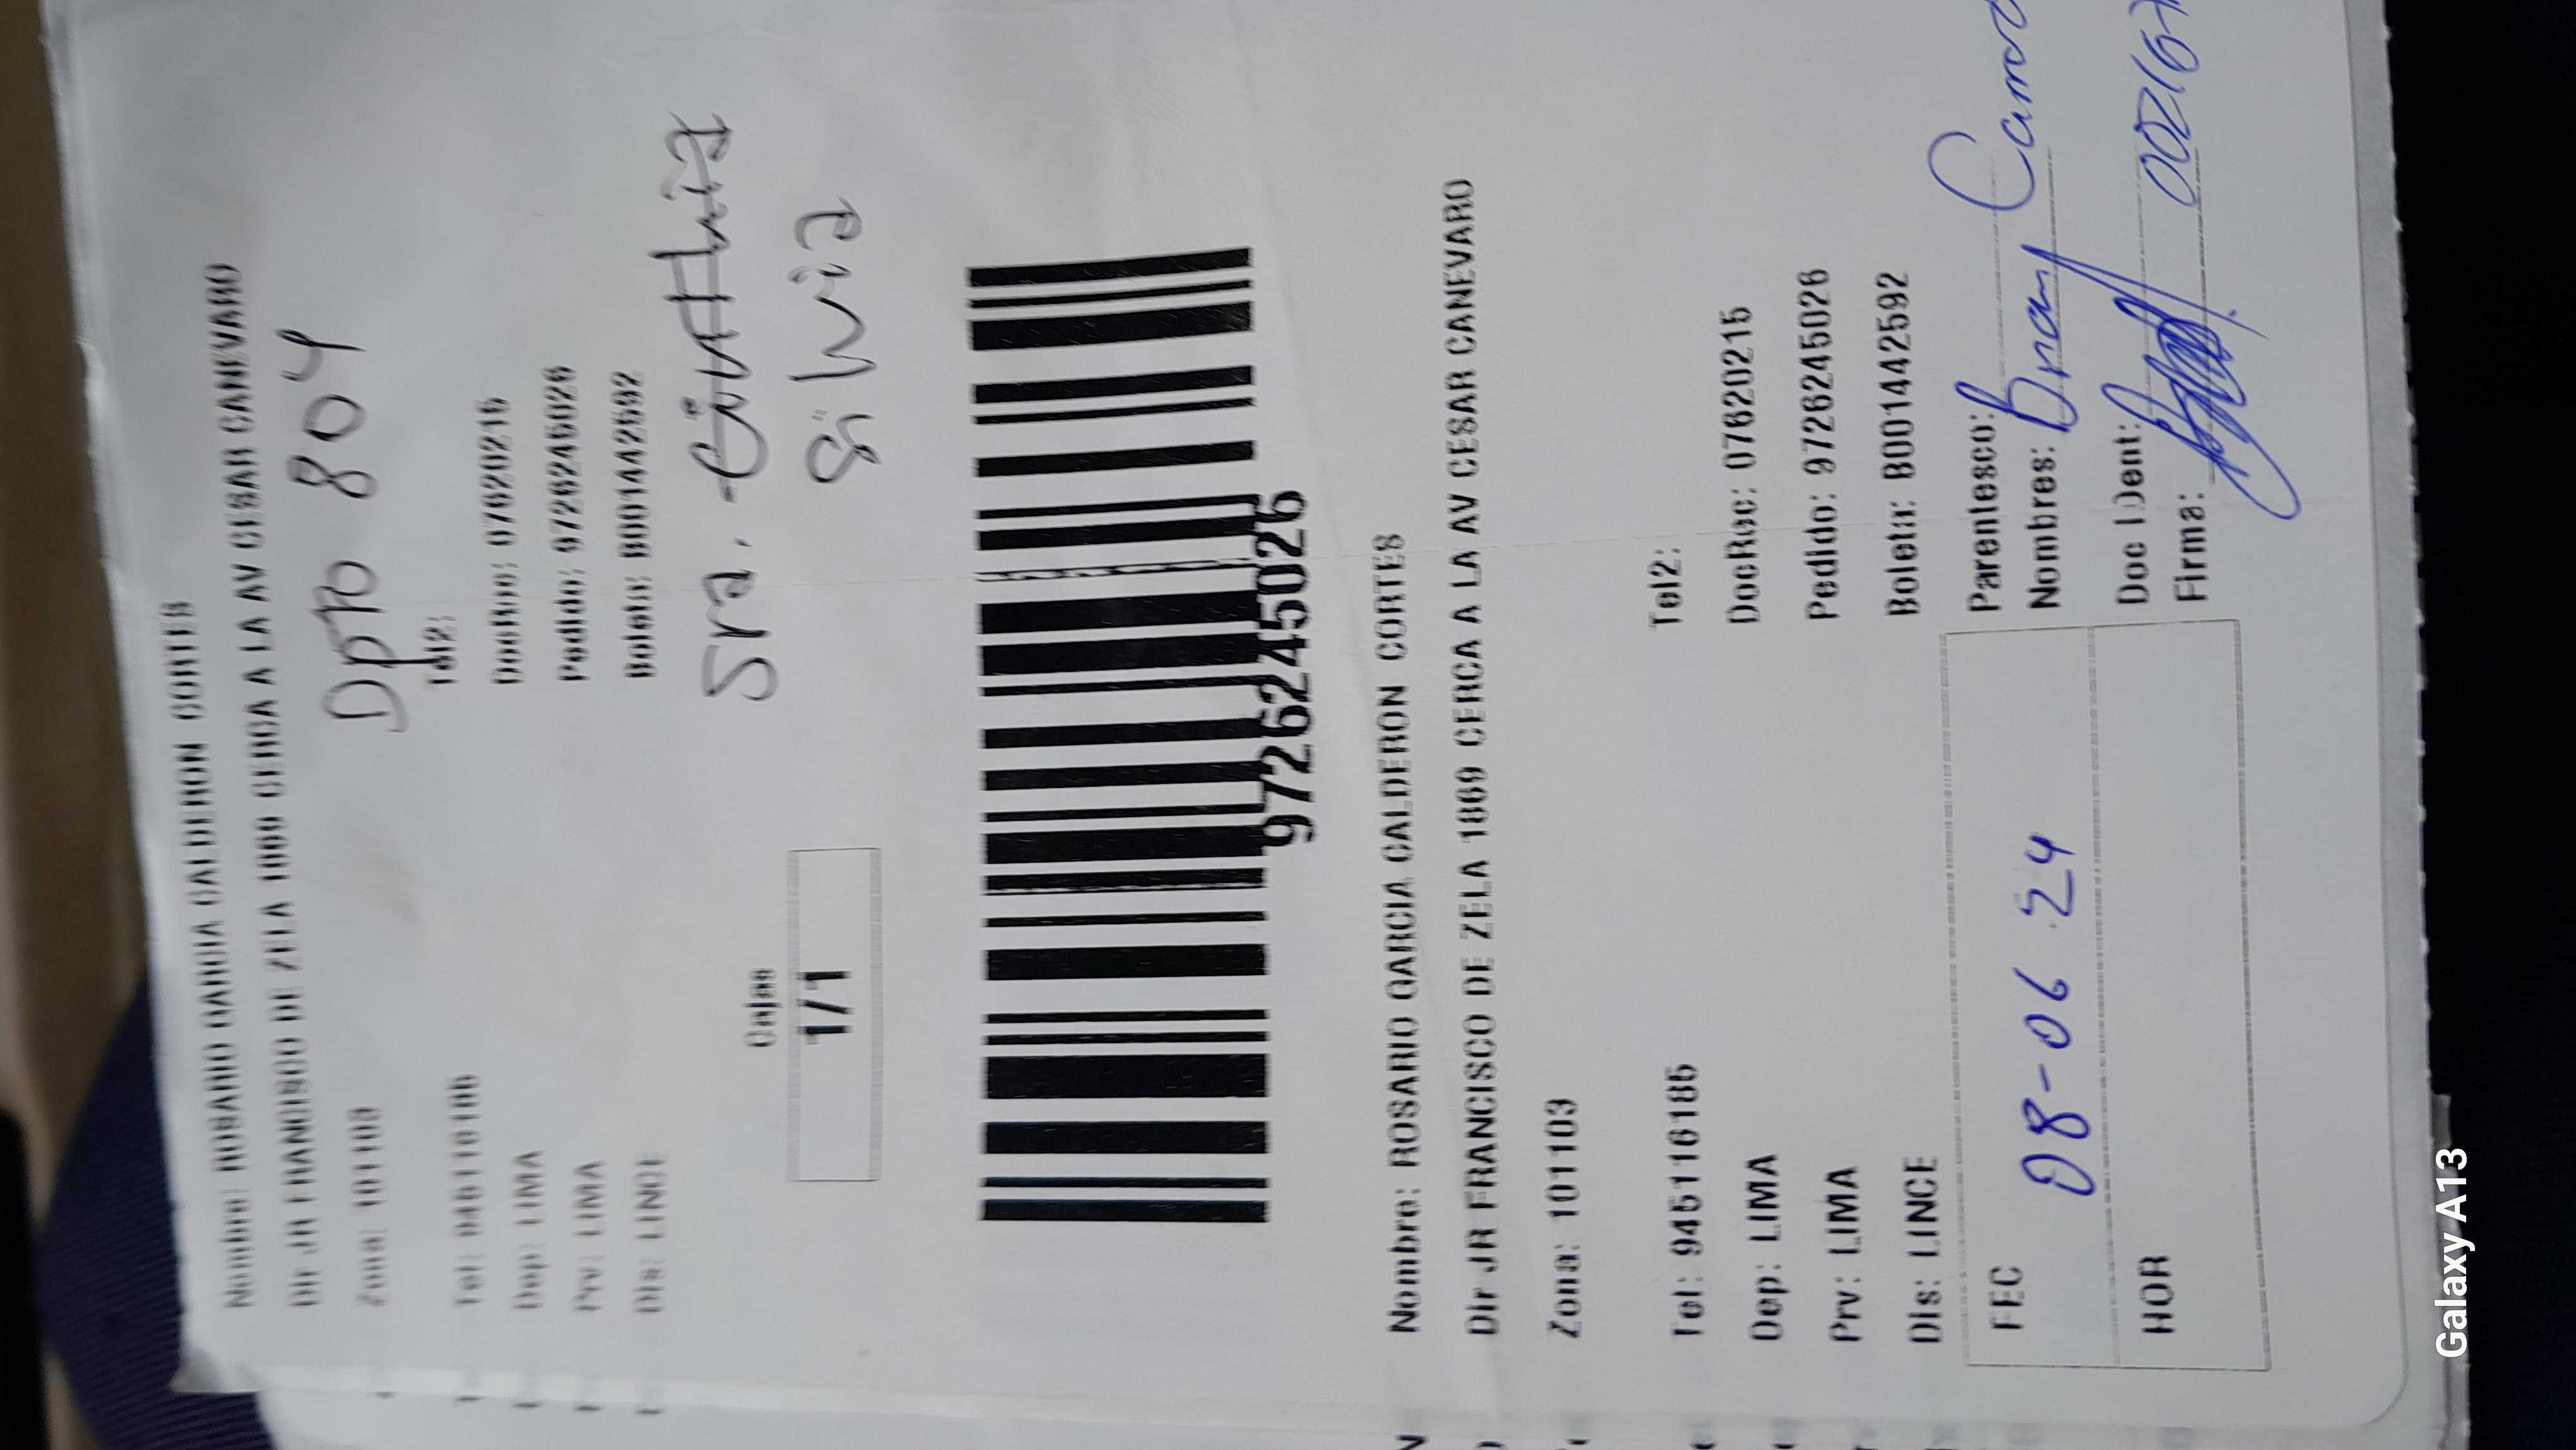 Nombre: ROSARIO GARCIA CALDERON CORTES
Dir JR FRANCISCO DE ZELA 1869 CERCA A LA AV CESAR CANEVARO
Dpto 804
Zona: 101103
Tel: 945116185
Tel2:
Dep: LIMA
DocRec: 07620215
Prv: LIMA
Pedido: 9726245026
Dis: LINCE
Boleta: B001442592
Sra. Cinthia
Silvia
Cajas
1/1
9726245026
Nombre: ROSARIO GARCIA CALDERON CORTES
Dir JR FRANCISCO DE ZELA 1869 CERCA A LA AV CESAR CANEVARO
Zona: 101103
Tel: 945116185
Tel2:
Dep: LIMA
DocRec: 07620215
Prv: LIMA
Pedido: 9726245026
Dis: LINCE
Boleta: B001442592
FEC 08-06.24
Parentesco:
Nombres: Brian
HOR
Doc Ident:
Firma:
Galaxy A13